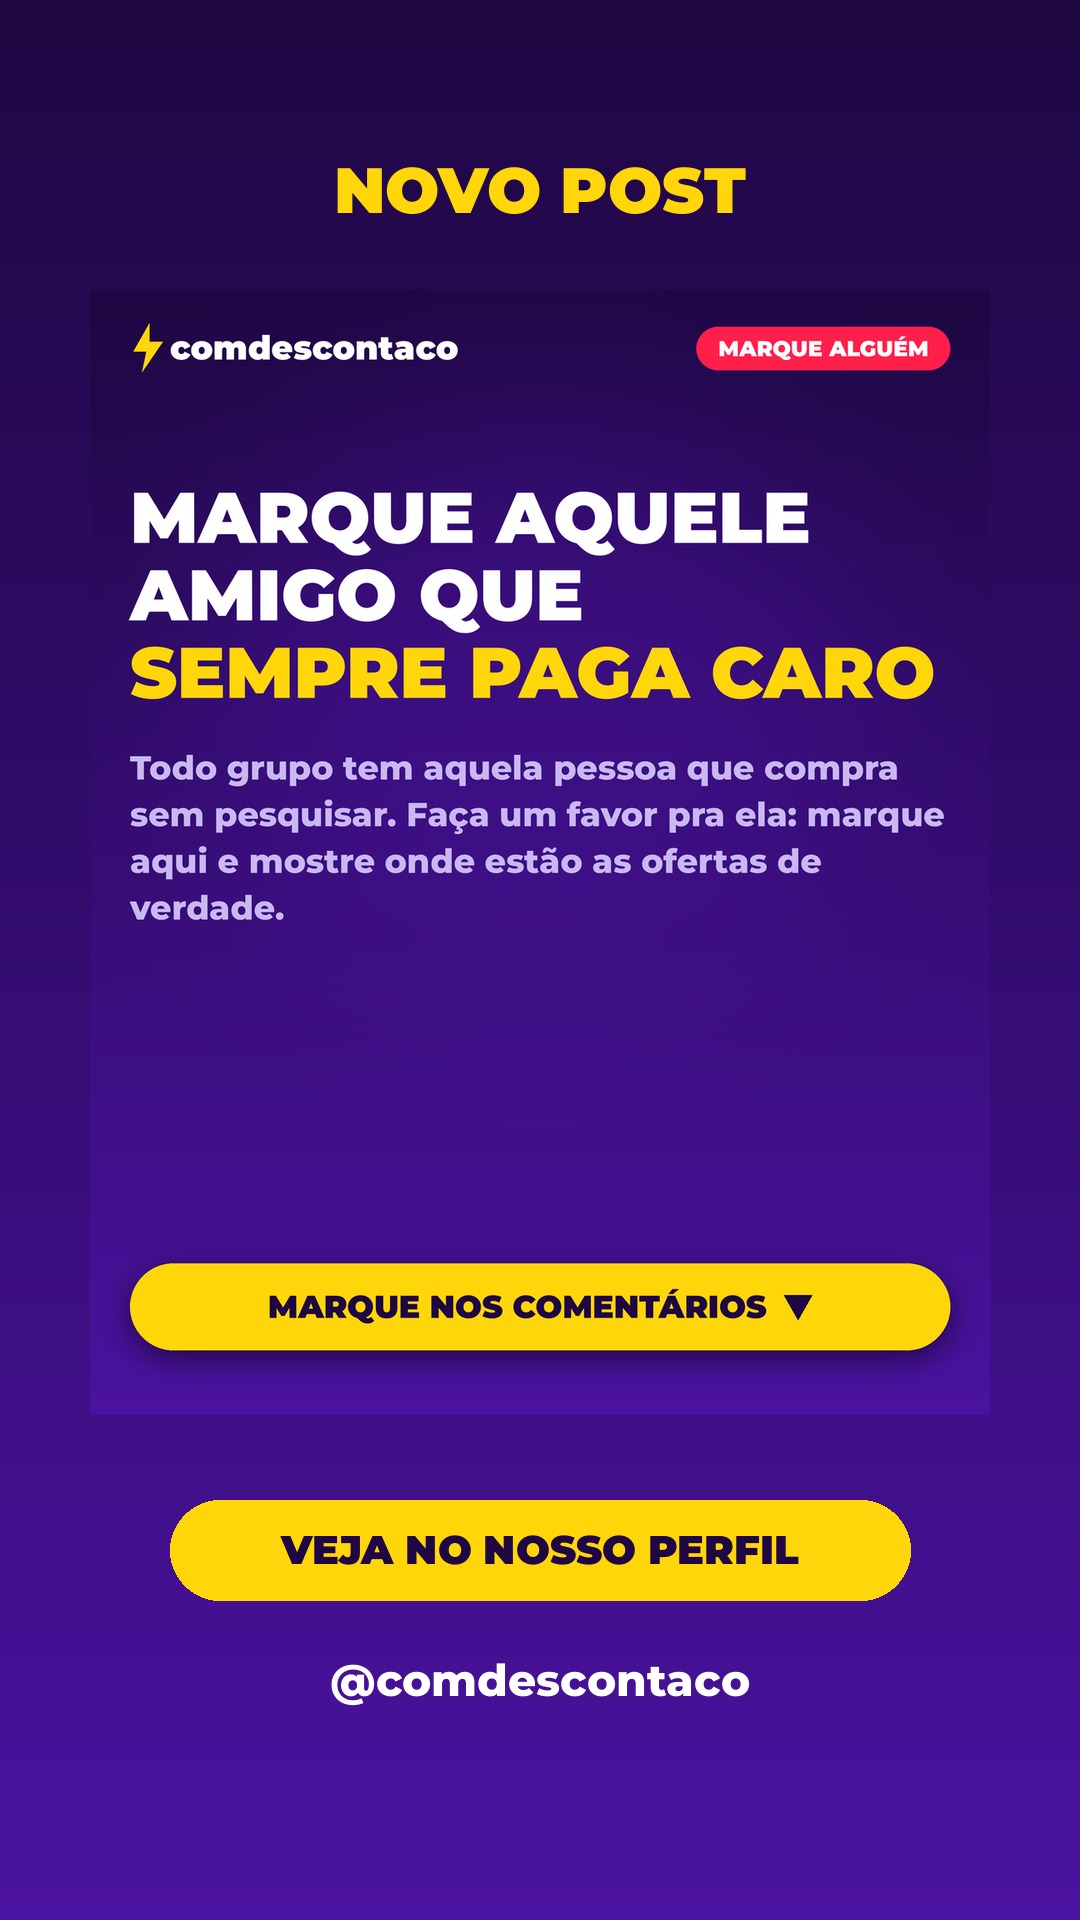 NOVO POST
comdescontaco
MARQUE ALGUÉM
MARQUE AQUELE
AMIGO QUE
SEMPRE PAGA CARO
Todo grupo tem aquela pessoa que compra
sem pesquisar. Faça um favor pra ela: marque
aqui e mostre onde estão as ofertas de
verdade.
MARQUE NOS COMENTÁRIOS ▼
VEJA NO NOSSO PERFIL
@comdescontaco